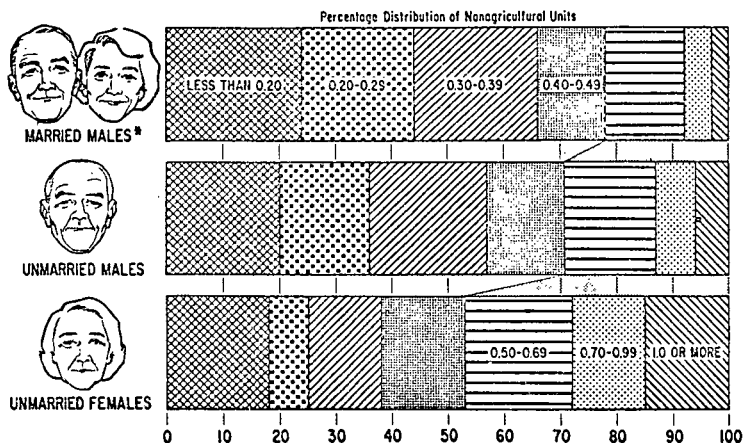 Percentage Distribution of Nonagricultural Units
LESS THAN 0.20 0.20-0.29 0.30-0.39 0.40-0.49
MARRIED MALES*
UNMARRIED MALES
0.50-0.69 0.70-0.99 1.0 OR MORE
UNMARRIED FEMALES
0 10 20 30 40 50 60 70 80 90 100